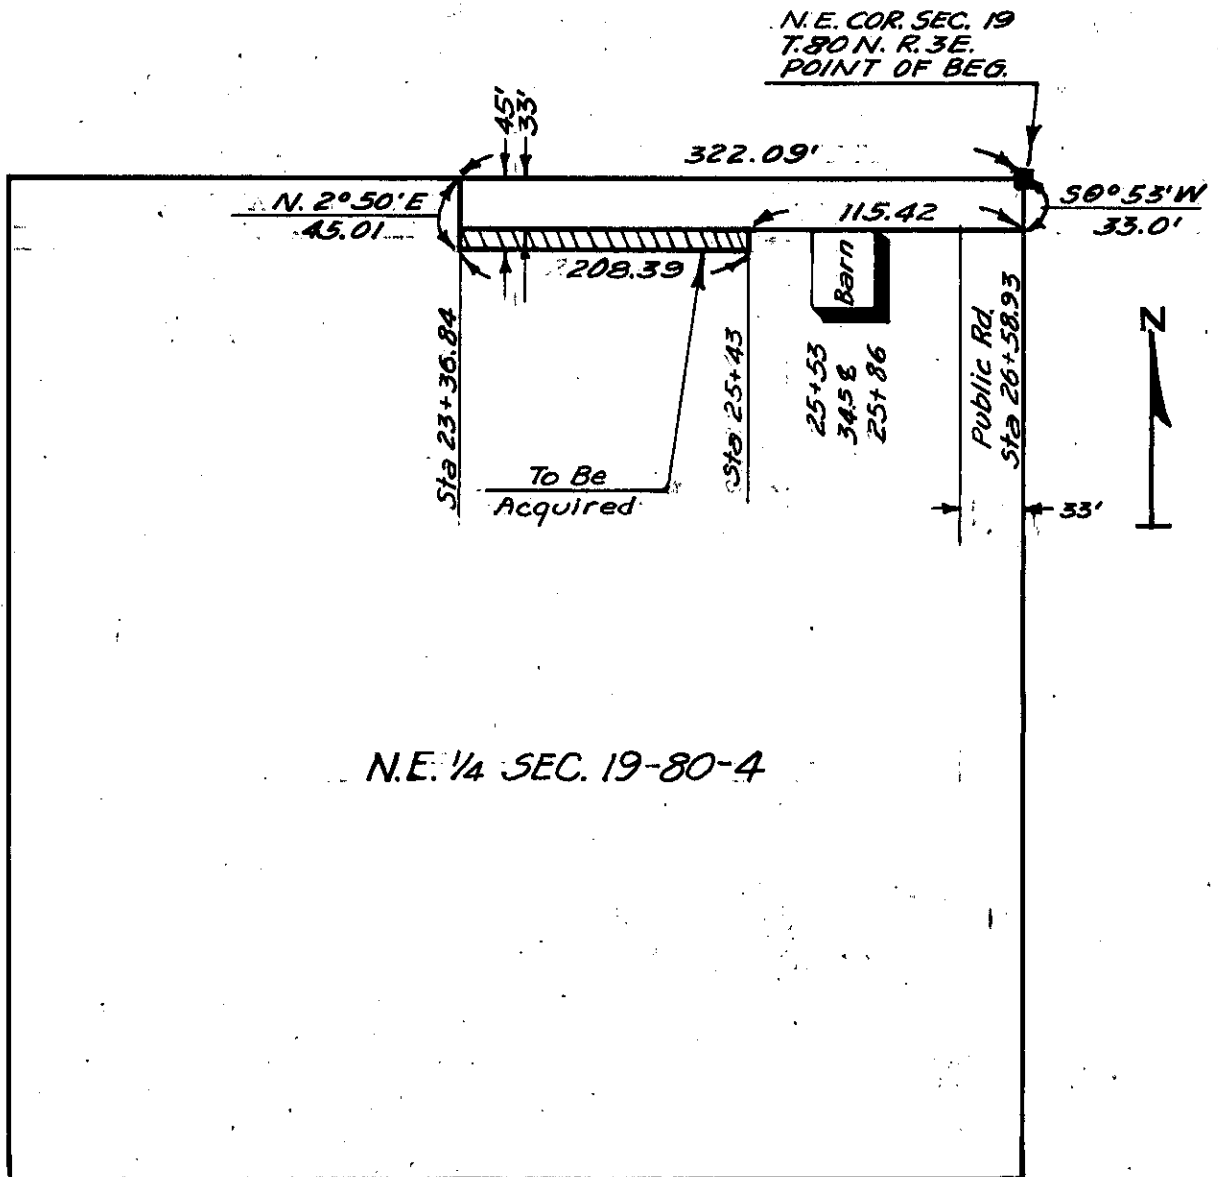 N.E. COR. SEC. 19
T.80 N. R.3E.
POINT OF BEG.
45'
33'
322.09'
N. 2°50'E
45.01
S0°53'W
33.0'
115.42
Barn
208.39
Sta 23+36.84
Sta 25+43
25+53
34.5 ℄
25+86
Public Rd.
Sta 26+58.93
N
To Be
Acquired
33'
N.E. 1/4 SEC. 19-80-4